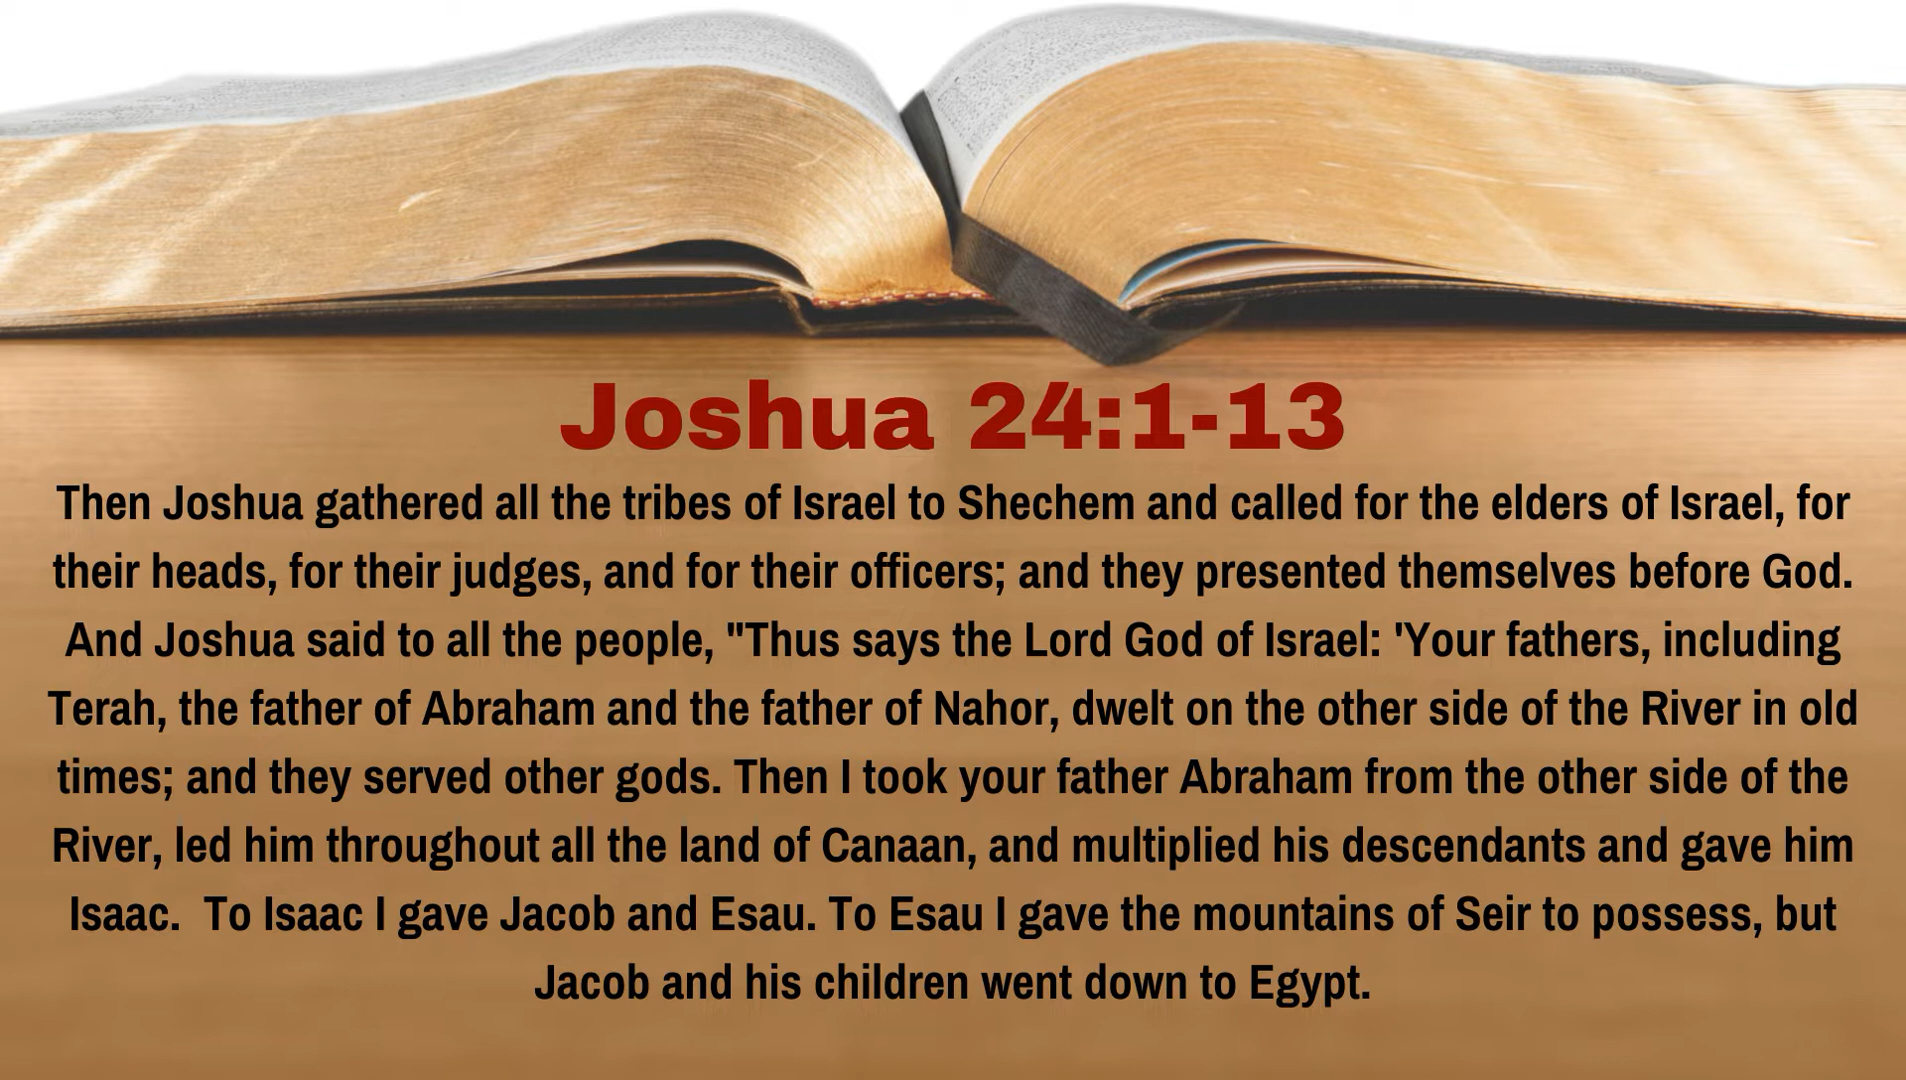 Joshua 24:1-13
Then Joshua gathered all the tribes of Israel to Shechem and called for the elders of Israel, for
their heads, for their judges, and for their officers; and they presented themselves before God.
And Joshua said to all the people, "Thus says the Lord God of Israel: 'Your fathers, including
Terah, the father of Abraham and the father of Nahor, dwelt on the other side of the River in old
times; and they served other gods. Then I took your father Abraham from the other side of the
River, led him throughout all the land of Canaan, and multiplied his descendants and gave him
Isaac.  To Isaac I gave Jacob and Esau. To Esau I gave the mountains of Seir to possess, but
Jacob and his children went down to Egypt.